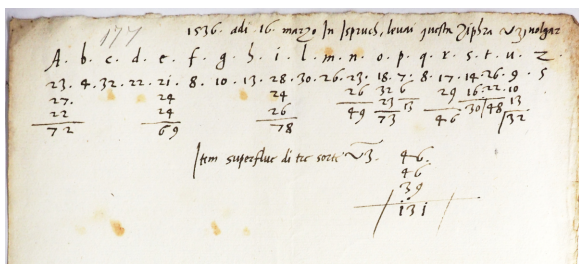 177
1536. adi. 16. marzo. In Ispruch, levai questa Ziphra volgar
A. b. c. d. e. f. g. h. i. l. m. n. o. p. q. r. s. t. u. z
23. 4. 32. 22. 21. 8. 10. 13. 28. 30. 26. 23. 18. 7. 8. 17. 14. 26. 9. 5
27. 24 24 26 32 6 29 16. 22. 10
22 24 26 49 23 13 46 30 48 13
72 69 78 73 32
Item superflue di tre sorte 46.
46
39
131